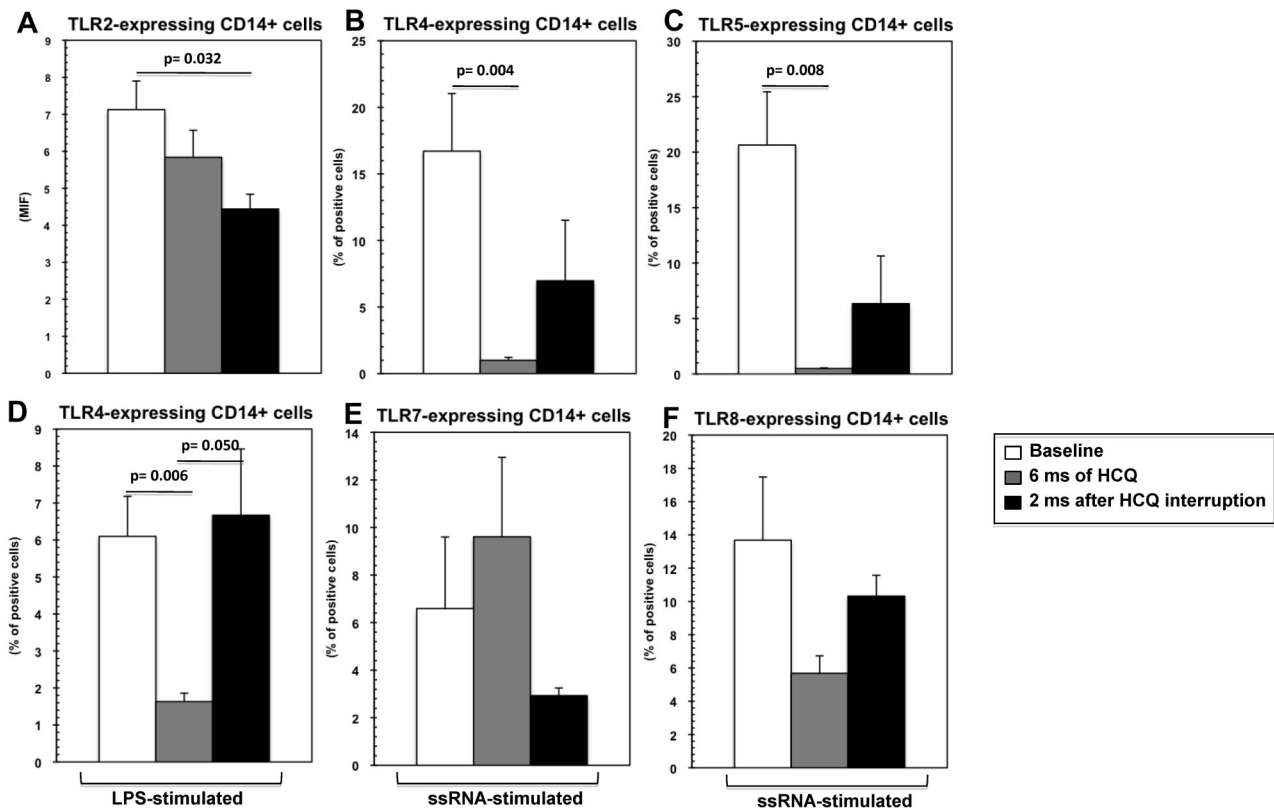 A TLR2-expressing CD14+ cells
(MIF)
9
8
7
6
5
4
3
2
1
0
p= 0.032
B TLR4-expressing CD14+ cells
(% of positive cells)
25
20
15
10
5
0
p= 0.004
C TLR5-expressing CD14+ cells
(% of positive cells)
30
25
20
15
10
5
0
p= 0.008
D TLR4-expressing CD14+ cells
(% of positive cells)
9
8
7
6
5
4
3
2
1
0
p= 0.050
p= 0.006
LPS-stimulated
E TLR7-expressing CD14+ cells
(% of positive cells)
14
12
10
8
6
4
2
0
ssRNA-stimulated
F TLR8-expressing CD14+ cells
(% of positive cells)
20
18
16
14
12
10
8
6
4
2
0
ssRNA-stimulated
Baseline
6 ms of HCQ
2 ms after HCQ interruption